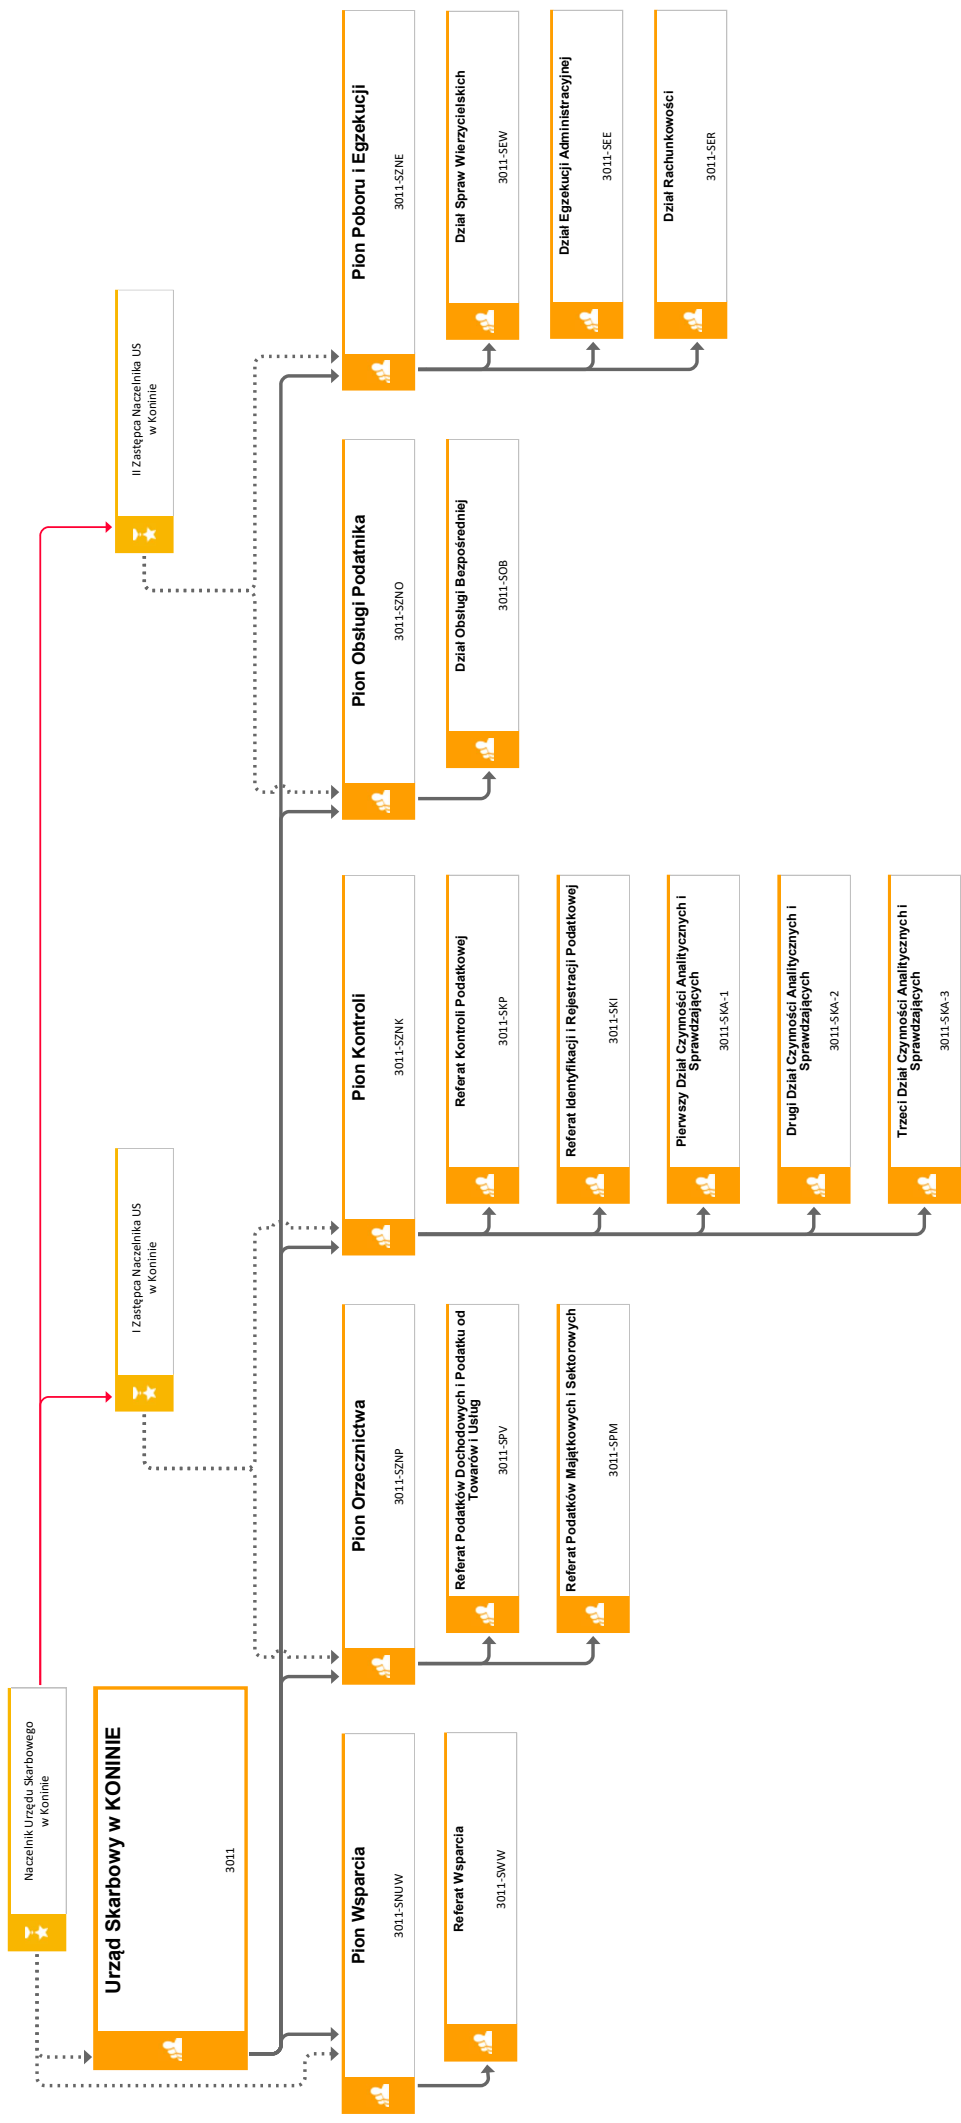 Naczelnik Urzędu Skarbowego
w Koninie
Urząd Skarbowy w KONINIE
3011
I Zastępca Naczelnika US
w Koninie
II Zastępca Naczelnika US
w Koninie
Pion Wsparcia
3011-SNUW
Referat Wsparcia
3011-SWW
Pion Orzecznictwa
3011-SZNP
Referat Podatków Dochodowych i Podatku od
Towarów i Usług
3011-SPV
Referat Podatków Majątkowych i Sektorowych
3011-SPM
Pion Kontroli
3011-SZNK
Referat Kontroli Podatkowej
3011-SKP
Referat Identyfikacji i Rejestracji Podatkowej
3011-SKI
Pierwszy Dział Czynności Analitycznych i
Sprawdzających
3011-SKA-1
Drugi Dział Czynności Analitycznych i
Sprawdzających
3011-SKA-2
Trzeci Dział Czynności Analitycznych i
Sprawdzających
3011-SKA-3
Pion Obsługi Podatnika
3011-SZNO
Dział Obsługi Bezpośredniej
3011-SOB
Pion Poboru i Egzekucji
3011-SZNE
Dział Spraw Wierzycielskich
3011-SEW
Dział Egzekucji Administracyjnej
3011-SEE
Dział Rachunkowości
3011-SER